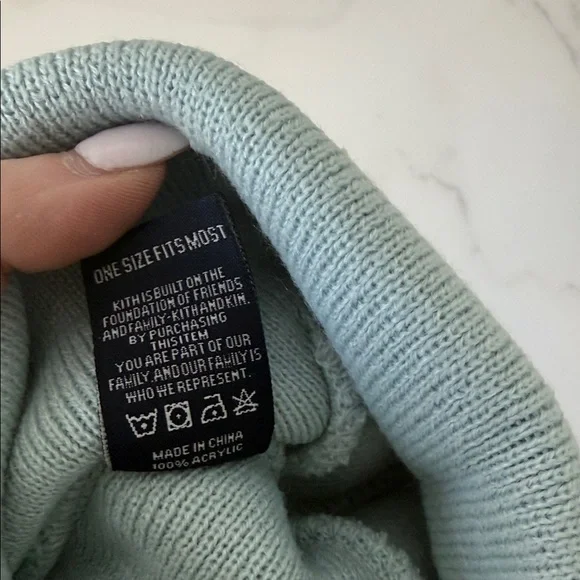 ONE SIZE FITS MOST
KITH IS BUILT ON THE
FOUNDATION OF FRIENDS
AND FAMILY - KITH AND KIN.
BY PURCHASING
THIS ITEM
YOU ARE PART OF OUR
FAMILY. AND OUR FAMILY IS
WHO WE REPRESENT.
MADE IN CHINA
100% ACRYLIC